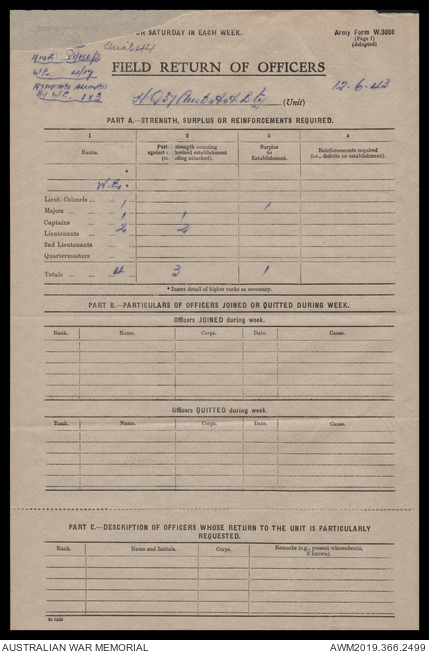 OR SATURDAY IN EACH WEEK.
Army Form W.3008
(Page 1)
(Adapted)
FIELD RETURN OF OFFICERS
12.6.43
(Unit)
PART A.—STRENGTH, SURPLUS OR REINFORCEMENTS REQUIRED.
1 2 3 4
Ranks.
Surplus to Establishment.
Reinforcements required (i.e., deficits on establishment).
W.E.
Lieut. Colonels ... 1 1
Majors ... 1 1
Captains ... 2 2
Lieutenants ...
2nd Lieutenants
Quartermasters
Totals ... 4 3 1
* Insert detail of higher ranks as necessary.
PART B.—PARTICULARS OF OFFICERS JOINED OR QUITTED DURING WEEK.
Officers JOINED during week.
Rank. Name. Corps. Date. Cause.
Officers QUITTED during week.
Rank. Name. Corps. Date. Cause.
PART C.—DESCRIPTION OF OFFICERS WHOSE RETURN TO THE UNIT IS PARTICULARLY
REQUESTED.
Rank. Name and Initials. Corps. Remarks (e.g., present whereabouts,
if known).
AUSTRALIAN WAR MEMORIAL AWM2019.366.2499